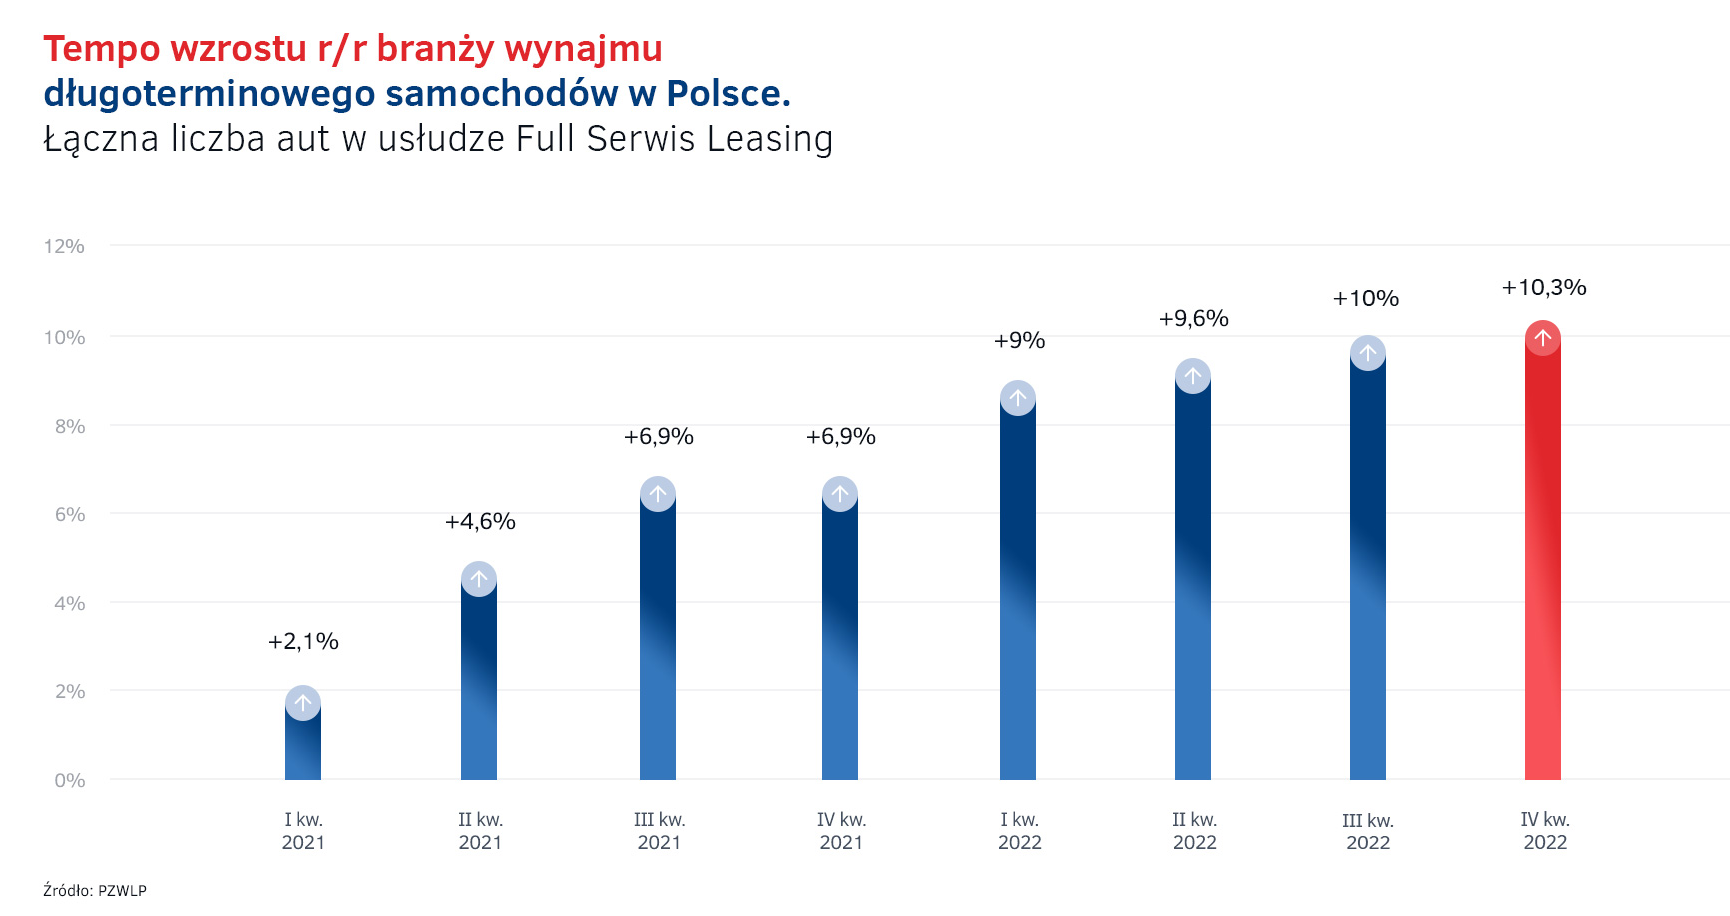 Tempo wzrostu r/r branży wynajmu
długoterminowego samochodów w Polsce.
Łączna liczba aut w usłudze Full Serwis Leasing
12%
10%
8%
6%
4%
2%
0%
+2,1%
+4,6%
+6,9%
+6,9%
+9%
+9,6%
+10%
+10,3%
I kw.
2021
II kw.
2021
III kw.
2021
IV kw.
2021
I kw.
2022
II kw.
2022
III kw.
2022
IV kw.
2022
Źródło: PZWLP